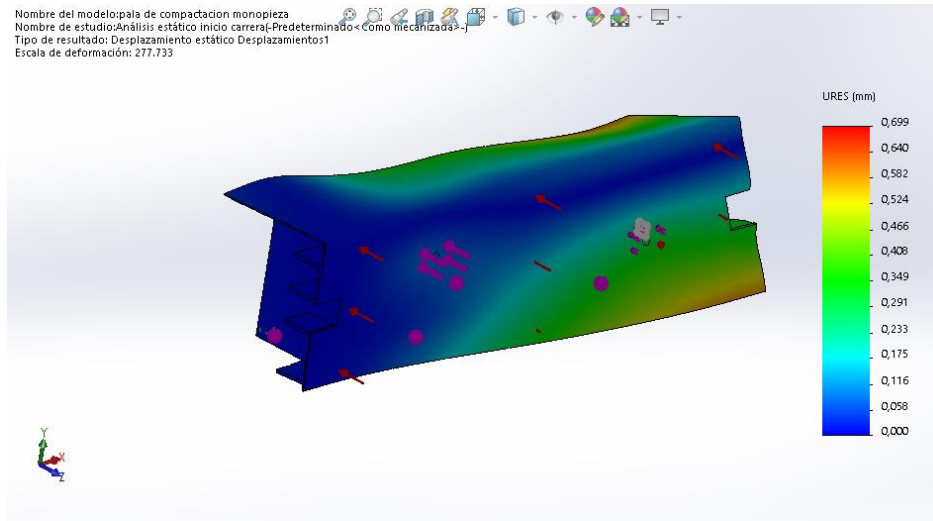 Nombre del modelo:pala de compactacion monopieza
Nombre de estudio:Análisis estático inicio carrera(-Predeterminado<Como mecanizada>-)
Tipo de resultado: Desplazamiento estático Desplazamientos1
Escala de deformación: 277.733
URES (mm)
0,699
0,640
0,582
0,524
0,466
0,408
0,349
0,291
0,233
0,175
0,116
0,058
0,000
Y
X
Z